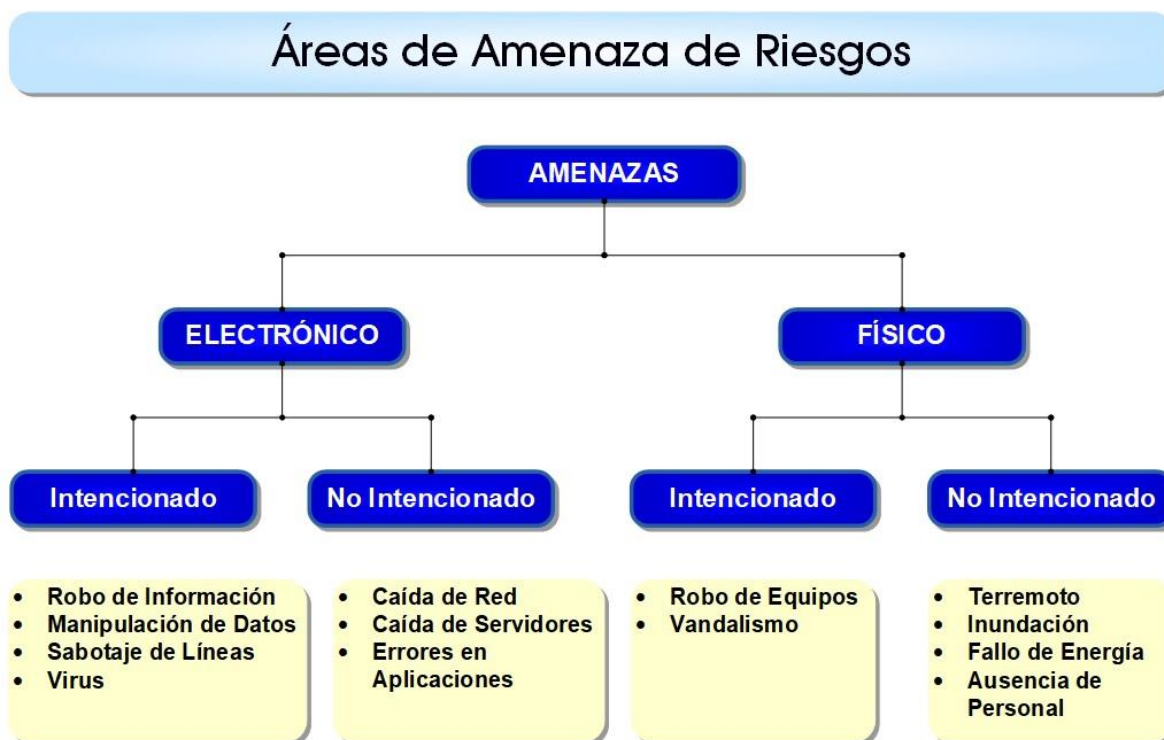 Áreas de Amenaza de Riesgos
AMENAZAS
ELECTRÓNICO
FÍSICO
Intencionado
No Intencionado
Intencionado
No Intencionado
• Robo de Información
• Manipulación de Datos
• Sabotaje de Líneas
• Virus
• Caída de Red
• Caída de Servidores
• Errores en
Aplicaciones
• Robo de Equipos
• Vandalismo
• Terremoto
• Inundación
• Fallo de Energía
• Ausencia de
Personal